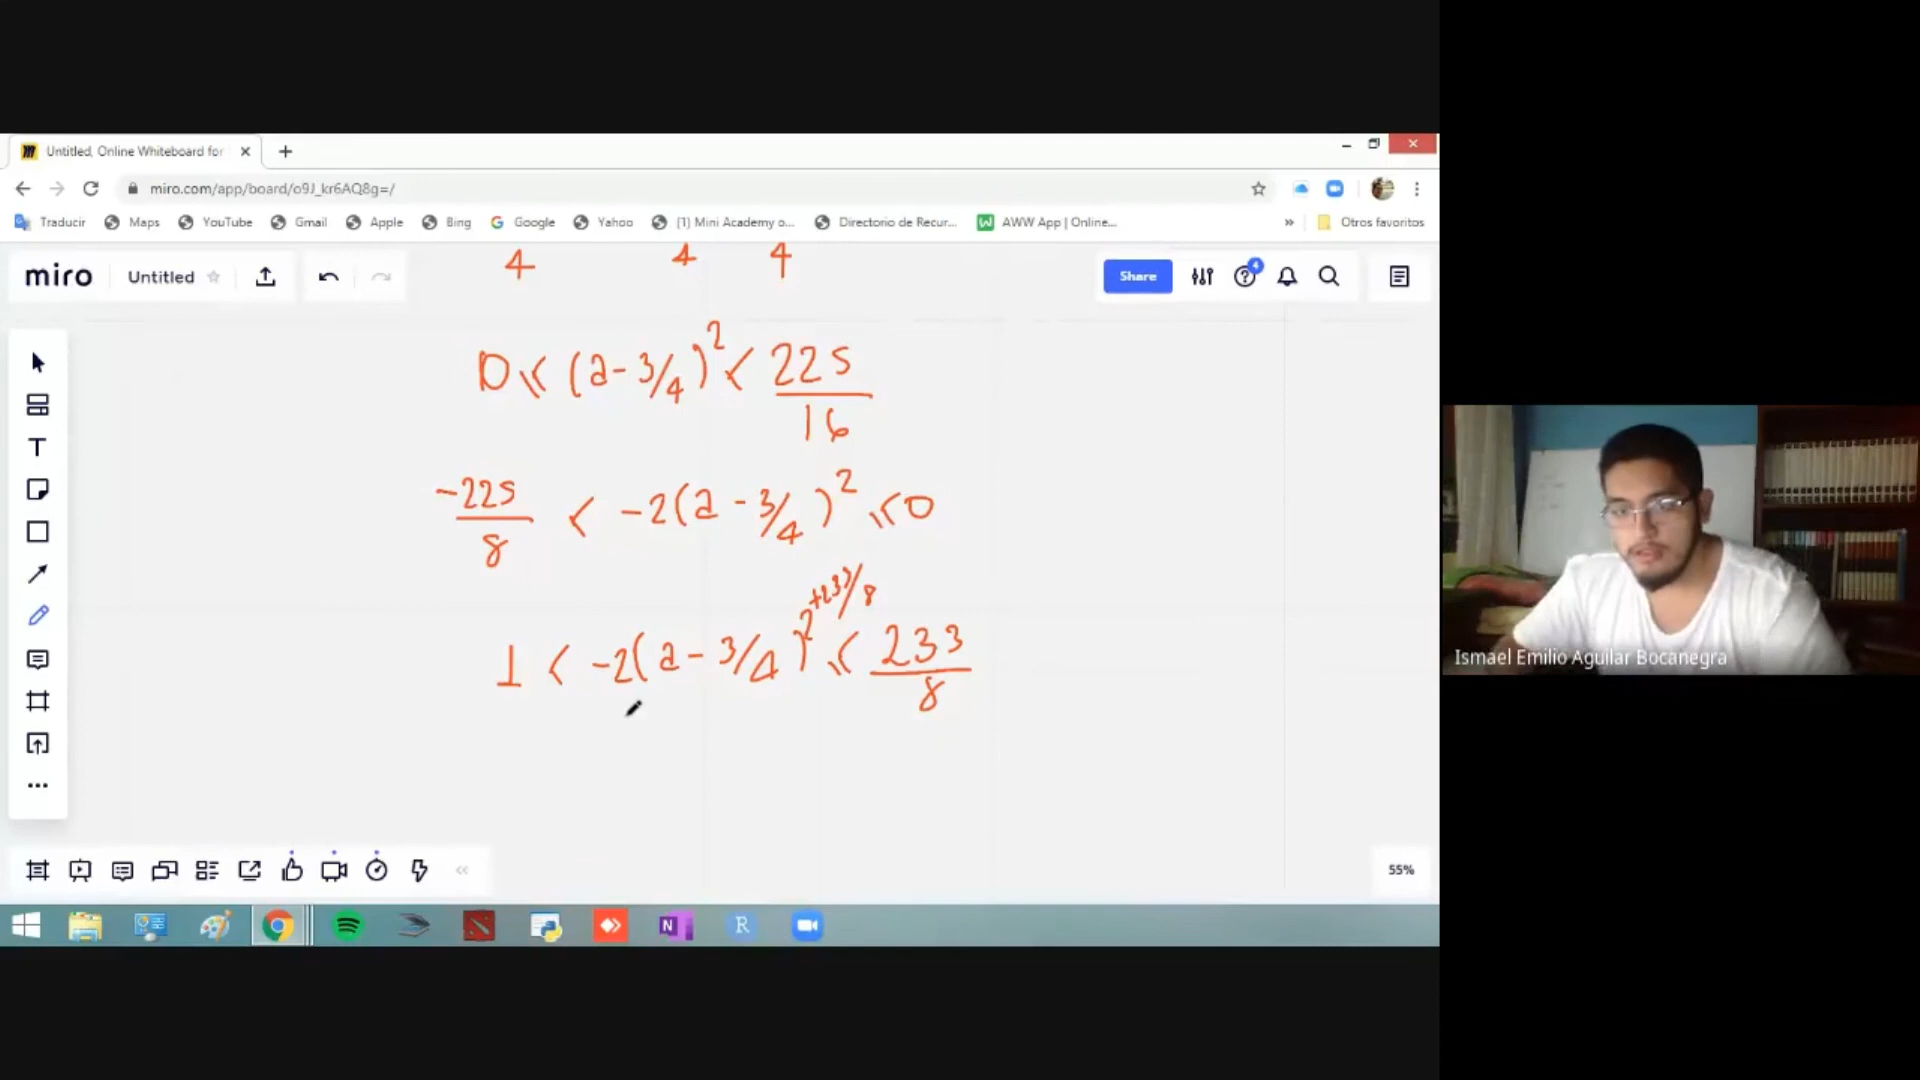 Untitled, Online Whiteboard for
miro.com/app/board/o9J_kr6AQ8g=/
Traducir Maps YouTube Gmail Apple Bing Google Yahoo (1) Mini Academy o... Directorio de Recur... AWW App | Online... » Otros favoritos
4 4 4
miro Untitled Share 4
0 ≤ (a - 3/4)² < 225/16
-225/8 < -2(a - 3/4)² ≤ 0
1 < -2(a - 3/4)² +233/8 ≤ 233/8
Ismael Emilio Aguilar Bocanegra
55%